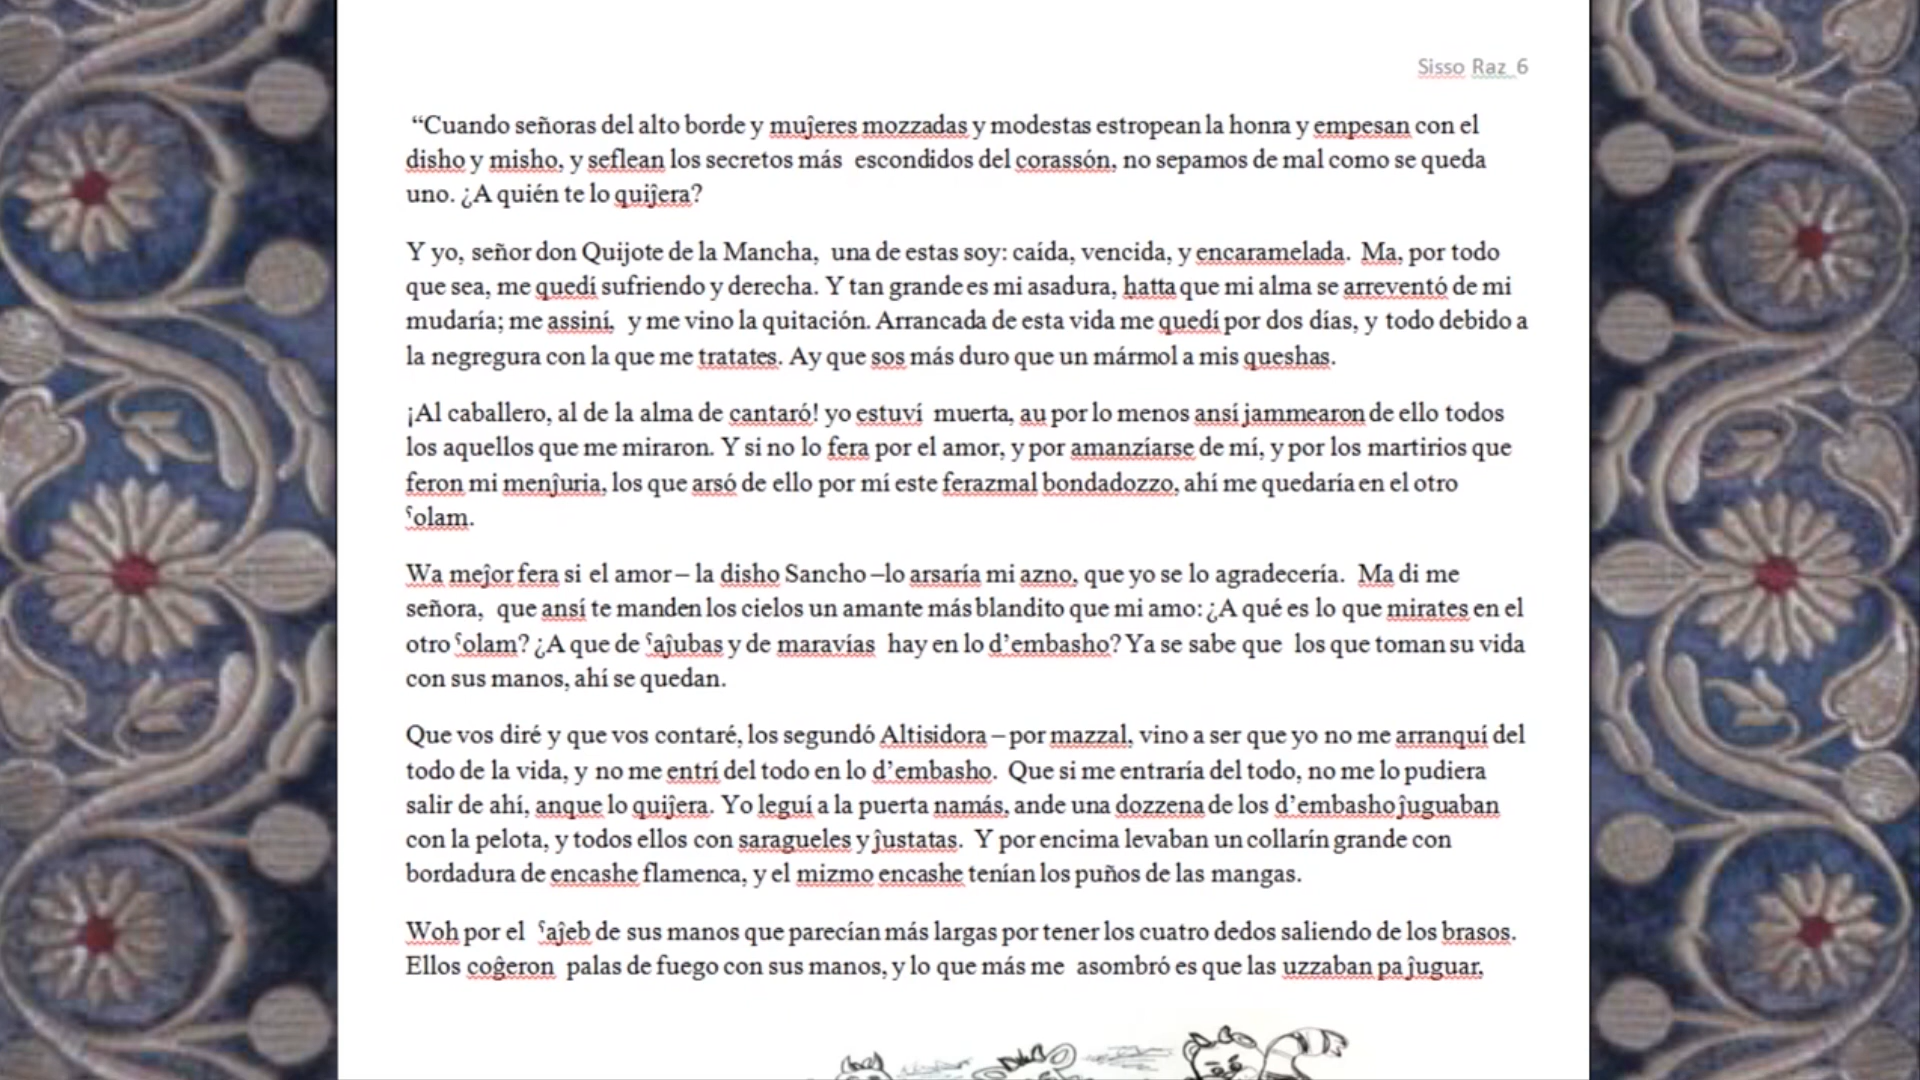 Sisso Raz 6
“Cuando señoras del alto borde y muĵeres mozzadas y modestas estropean la honra y empesan con el
disho y misho, y seflean los secretos más escondidos del corassón, no sepamos de mal como se queda
uno. ¿A quién te lo quiĵera?
Y yo, señor don Quijote de la Mancha, una de estas soy: caída, vencida, y encaramelada. Ma, por todo
que sea, me quedí sufriendo y derecha. Y tan grande es mi asadura, hatta que mi alma se arreventó de mi
mudaría; me assiní, y me vino la quitación. Arrancada de esta vida me quedí por dos días, y todo debido a
la negregura con la que me tratates. Ay que sos más duro que un mármol a mis queshas.
¡Al caballero, al de la alma de cantaró! yo estuví muerta, au por lo menos ansí jammearon de ello todos
los aquellos que me miraron. Y si no lo fera por el amor, y por amanziarse de mí, y por los martirios que
feron mi menĵuria, los que arsó de ello por mí este ferazmal bondadozzo, ahí me quedaría en el otro
ˤolam.
Wa meĵor fera si el amor – la disho Sancho –lo arsaría mi azno, que yo se lo agradecería. Ma di me
señora, que ansí te manden los cielos un amante más blandito que mi amo: ¿A qué es lo que mirates en el
otro ˤolam? ¿A que de ˤaĵubas y de maravías hay en lo d’embasho? Ya se sabe que los que toman su vida
con sus manos, ahí se quedan.
Que vos diré y que vos contaré, los segundó Altisidora – por mazzal, vino a ser que yo no me arranquí del
todo de la vida, y no me entrí del todo en lo d’embasho. Que si me entraría del todo, no me lo pudiera
salir de ahí, anque lo quiĵera. Yo leguí a la puerta namás, ande una dozzena de los d’embasho ĵuguaban
con la pelota, y todos ellos con saragueles y ĵustatas. Y por encima levaban un collarín grande con
bordadura de encashe flamenca, y el mizmo encashe tenían los puños de las mangas.
Woh por el ˤaĵeb de sus manos que parecían más largas por tener los cuatro dedos saliendo de los brasos.
Ellos coĝeron palas de fuego con sus manos, y lo que más me asombró es que las uzzaban pa ĵuguar,